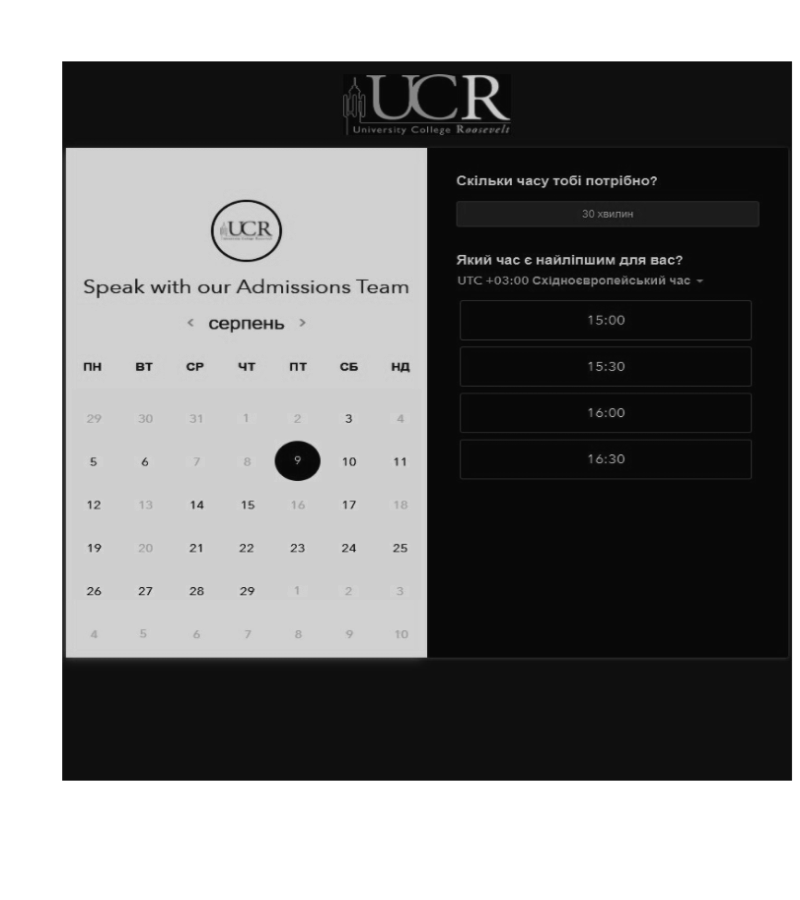 UCR
University College Roosevelt
UCR
Speak with our Admissions Team
< серпень >
ПН ВТ СР ЧТ ПТ СБ НД
29 30 31 1 2 3 4
5 6 7 8 9 10 11
12 13 14 15 16 17 18
19 20 21 22 23 24 25
26 27 28 29 1 2 3
4 5 6 7 8 9 10
Скільки часу тобі потрібно?
30 хвилин
Який час є найліпшим для вас?
UTC +03:00 Східноєвропейський час
15:00
15:30
16:00
16:30